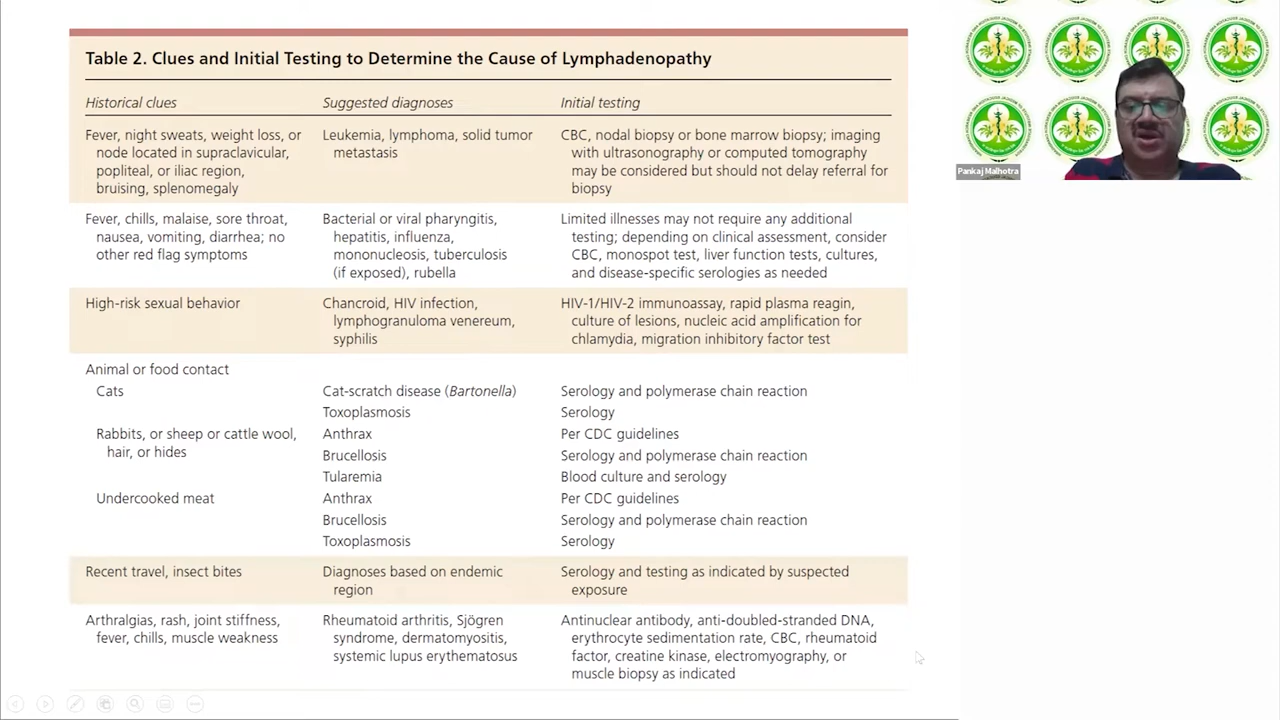 Table 2. Clues and Initial Testing to Determine the Cause of Lymphadenopathy
Historical clues Suggested diagnoses Initial testing
Fever, night sweats, weight loss, or Leukemia, lymphoma, solid tumor CBC, nodal biopsy or bone marrow biopsy; imaging
node located in supraclavicular, metastasis with ultrasonography or computed tomography
popliteal, or iliac region, may be considered but should not delay referral for
bruising, splenomegaly biopsy
Fever, chills, malaise, sore throat, Bacterial or viral pharyngitis, Limited illnesses may not require any additional
nausea, vomiting, diarrhea; no hepatitis, influenza, testing; depending on clinical assessment, consider
other red flag symptoms mononucleosis, tuberculosis CBC, monospot test, liver function tests, cultures,
(if exposed), rubella and disease-specific serologies as needed
High-risk sexual behavior Chancroid, HIV infection, HIV-1/HIV-2 immunoassay, rapid plasma reagin,
lymphogranuloma venereum, culture of lesions, nucleic acid amplification for
syphilis chlamydia, migration inhibitory factor test
Animal or food contact
Cats Cat-scratch disease (Bartonella) Serology and polymerase chain reaction
Toxoplasmosis Serology
Rabbits, or sheep or cattle wool, Anthrax Per CDC guidelines
hair, or hides Brucellosis Serology and polymerase chain reaction
Tularemia Blood culture and serology
Undercooked meat Anthrax Per CDC guidelines
Brucellosis Serology and polymerase chain reaction
Toxoplasmosis Serology
Recent travel, insect bites Diagnoses based on endemic Serology and testing as indicated by suspected
region exposure
Arthralgias, rash, joint stiffness, Rheumatoid arthritis, Sjögren Antinuclear antibody, anti-doubled-stranded DNA,
fever, chills, muscle weakness syndrome, dermatomyositis, erythrocyte sedimentation rate, CBC, rheumatoid
systemic lupus erythematosus factor, creatine kinase, electromyography, or
muscle biopsy as indicated
Pankaj Malhotra